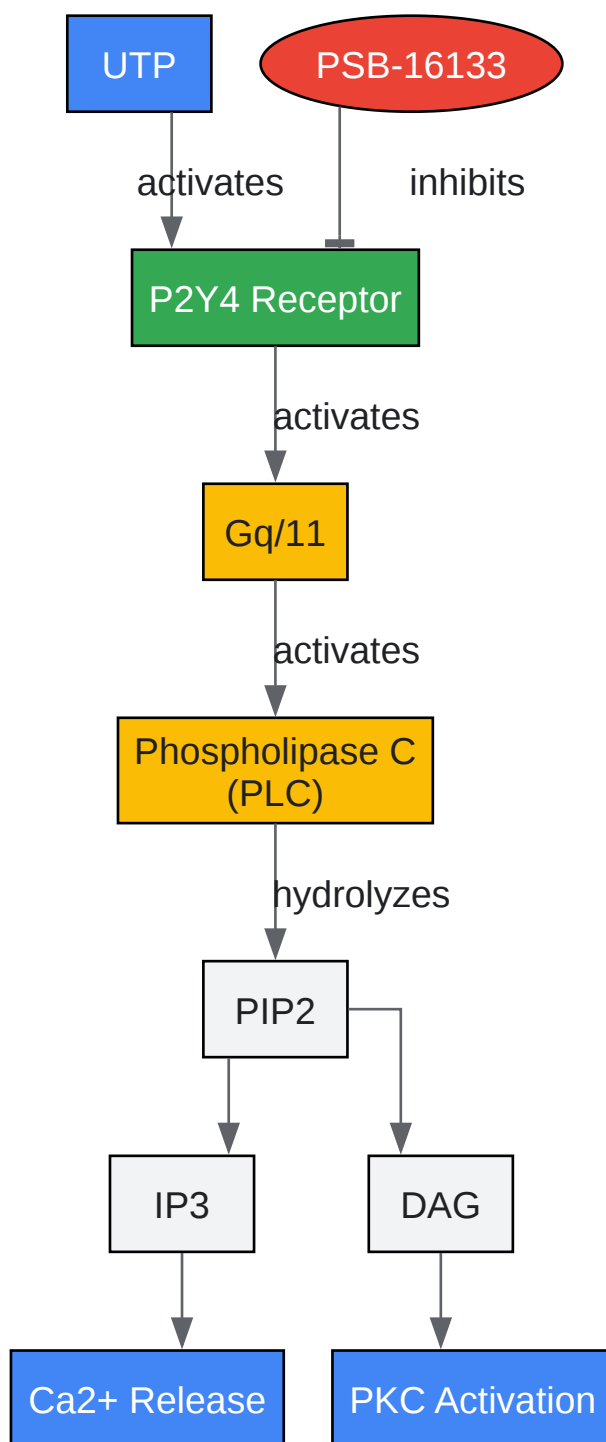 UTP
PSB-16133
activates
inhibits
P2Y4 Receptor
activates
Gq/11
activates
Phospholipase C
(PLC)
hydrolyzes
PIP2
IP3
DAG
Ca2+ Release
PKC Activation